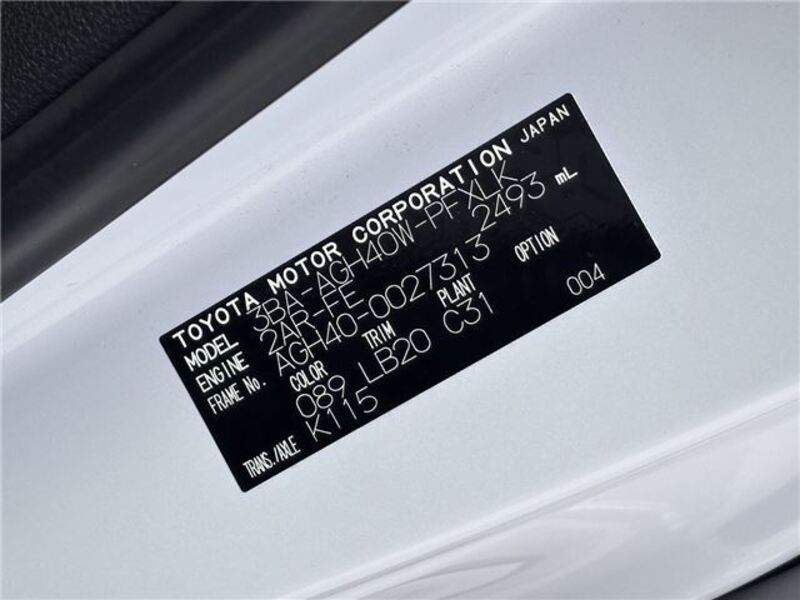 TOYOTA MOTOR CORPORATION JAPAN
MODEL 3BA-AGH40W-PFXLK
ENGINE 2AR-FE 2493 mL
FRAME No. AGH40-0027313
COLOR TRIM PLANT OPTION
089 LB20 C31 004
TRANS./AXLE K115